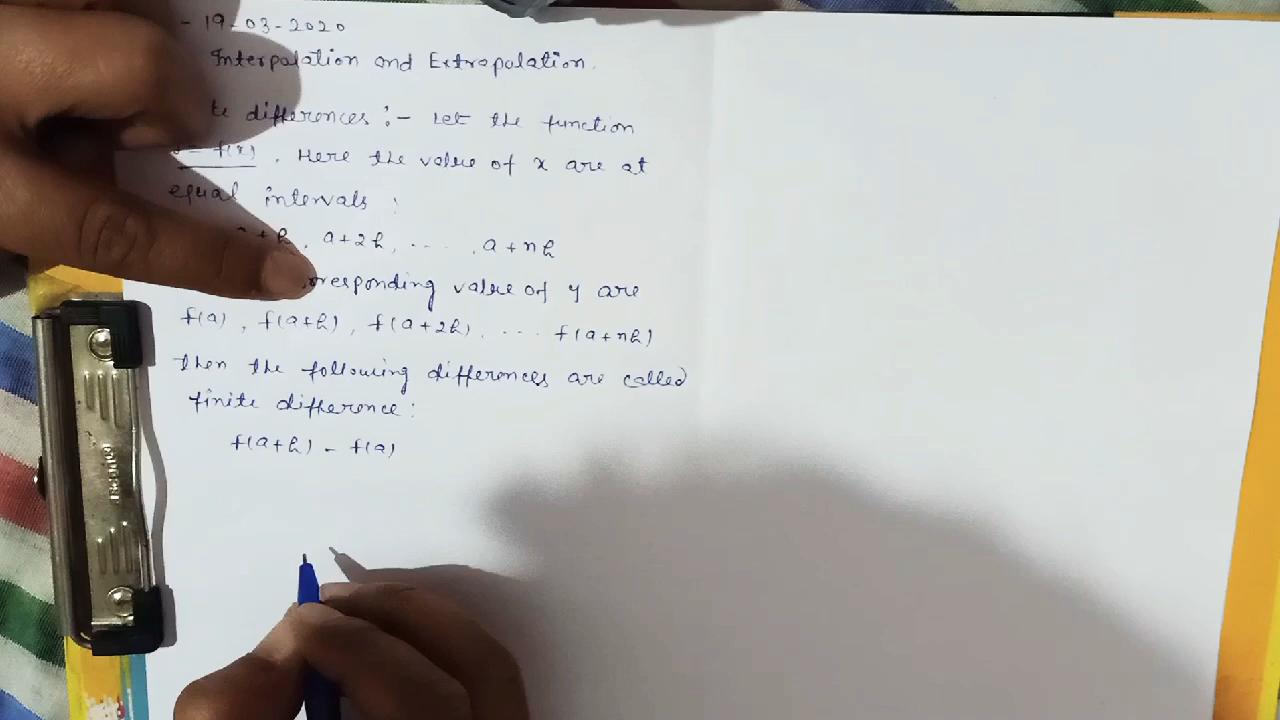 - 19-03-2020
Interpolation and Extrapolation.
differences :- Let the function
= f(x). Here the value of x are at
equal intervals :
a+h, a+2h, ...., a+nh
corresponding value of y are
f(a), f(a+h), f(a+2h), .... f(a+nh)
then the following differences are called
finite difference:
f(a+h) - f(a)